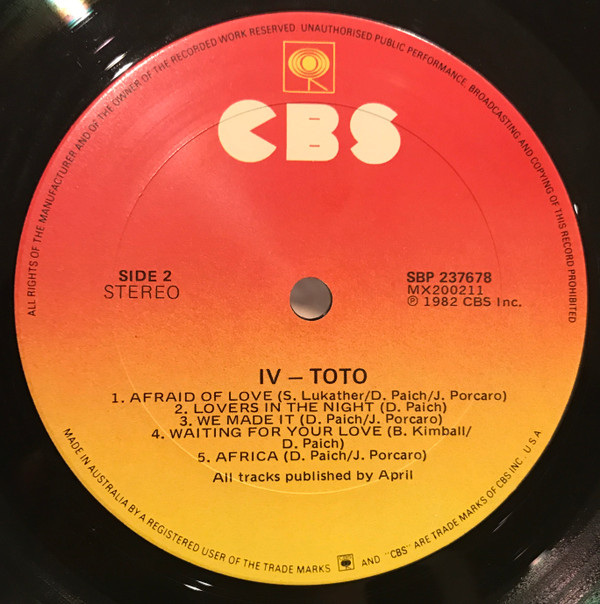 ALL RIGHTS OF THE MANUFACTURER AND OF THE OWNER OF THE RECORDED WORK RESERVED. UNAUTHORISED PUBLIC PERFORMANCE, BROADCASTING AND COPYING OF THIS RECORD PROHIBITED
CBS
SIDE 2
STEREO
SBP 237678
MX200211
℗ 1982 CBS Inc.
IV – TOTO
1. AFRAID OF LOVE (S. Lukather/D. Paich/J. Porcaro)
2. LOVERS IN THE NIGHT (D. Paich)
3. WE MADE IT (D. Paich/J. Porcaro)
4. WAITING FOR YOUR LOVE (B. Kimball/
D. Paich)
5. AFRICA (D. Paich/J. Porcaro)
All tracks published by April
MADE IN AUSTRALIA BY A REGISTERED USER OF THE TRADE MARKS AND "CBS" ARE TRADE MARKS OF CBS INC. U.S.A